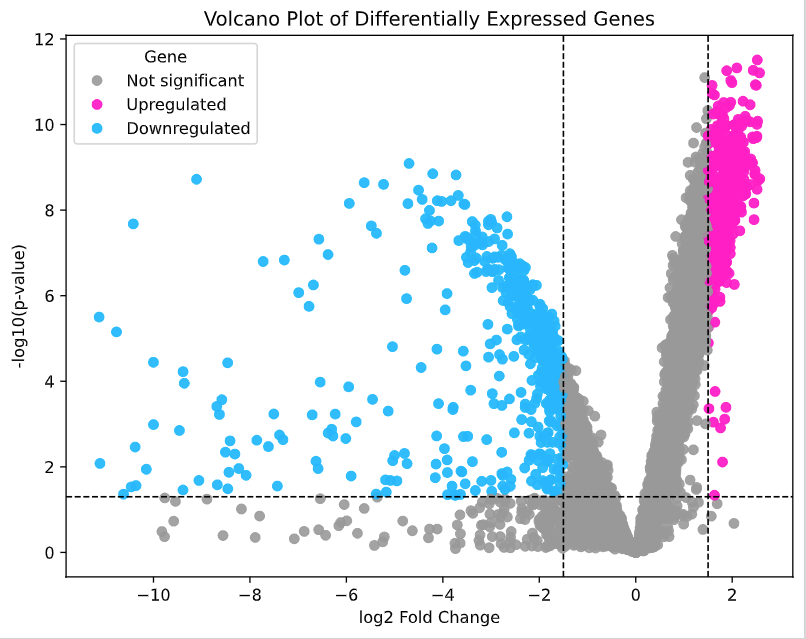 Volcano Plot of Differentially Expressed Genes
12
10
8
6
4
2
0
-log10(p-value)
Gene
Not significant
Upregulated
Downregulated
−10 −8 −6 −4 −2 0 2
log2 Fold Change